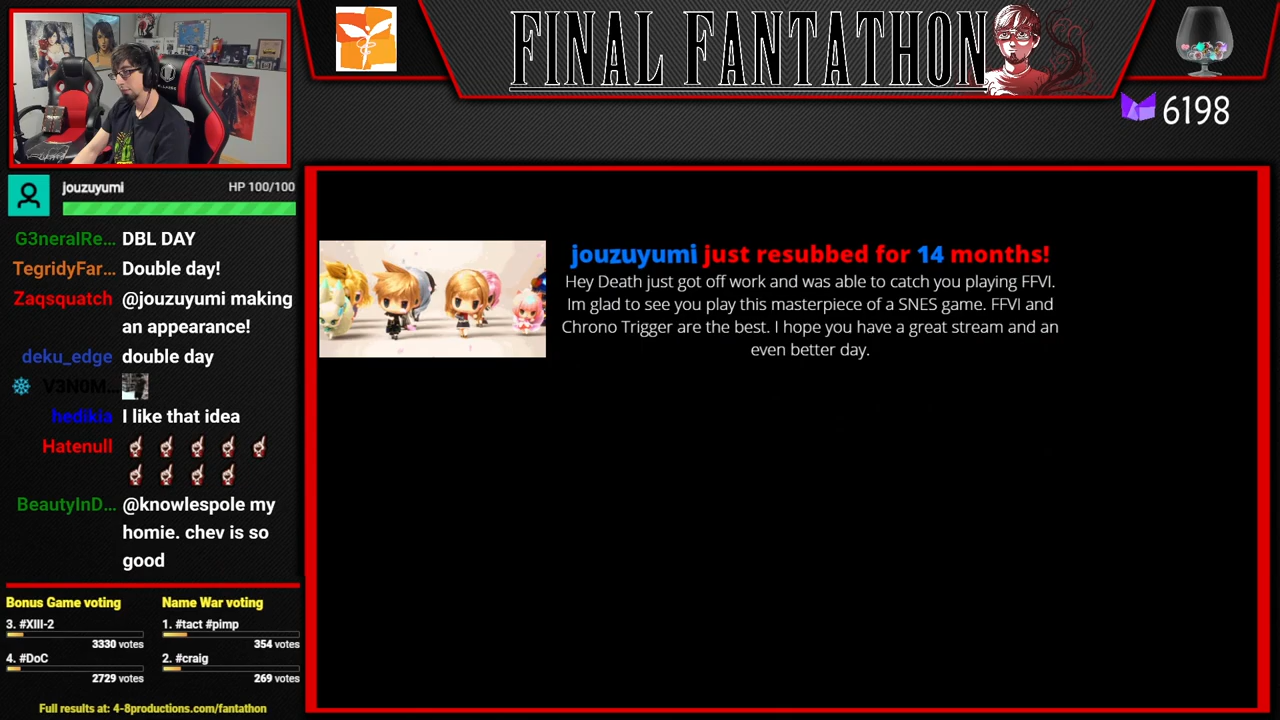 FINAL FANTATHON
6198
jouzuyumi HP 100/100
G3neralRe... DBL DAY
TegridyFar... Double day!
Zaqsquatch @jouzuyumi making
an appearance!
deku_edge double day
V3N0M...
hedikla I like that idea
Hatenull
BeautyInD... @knowlespole my
homie. chev is so
good
Bonus Game voting
3. #XIII-2
3330 votes
4. #DoC
2729 votes
Name War voting
1. #tact #pimp
354 votes
2. #craig
269 votes
Full results at: 4-8productions.com/fantathon
jouzuyumi just resubbed for 14 months!
Hey Death just got off work and was able to catch you playing FFVI.
Im glad to see you play this masterpiece of a SNES game. FFVI and
Chrono Trigger are the best. I hope you have a great stream and an
even better day.